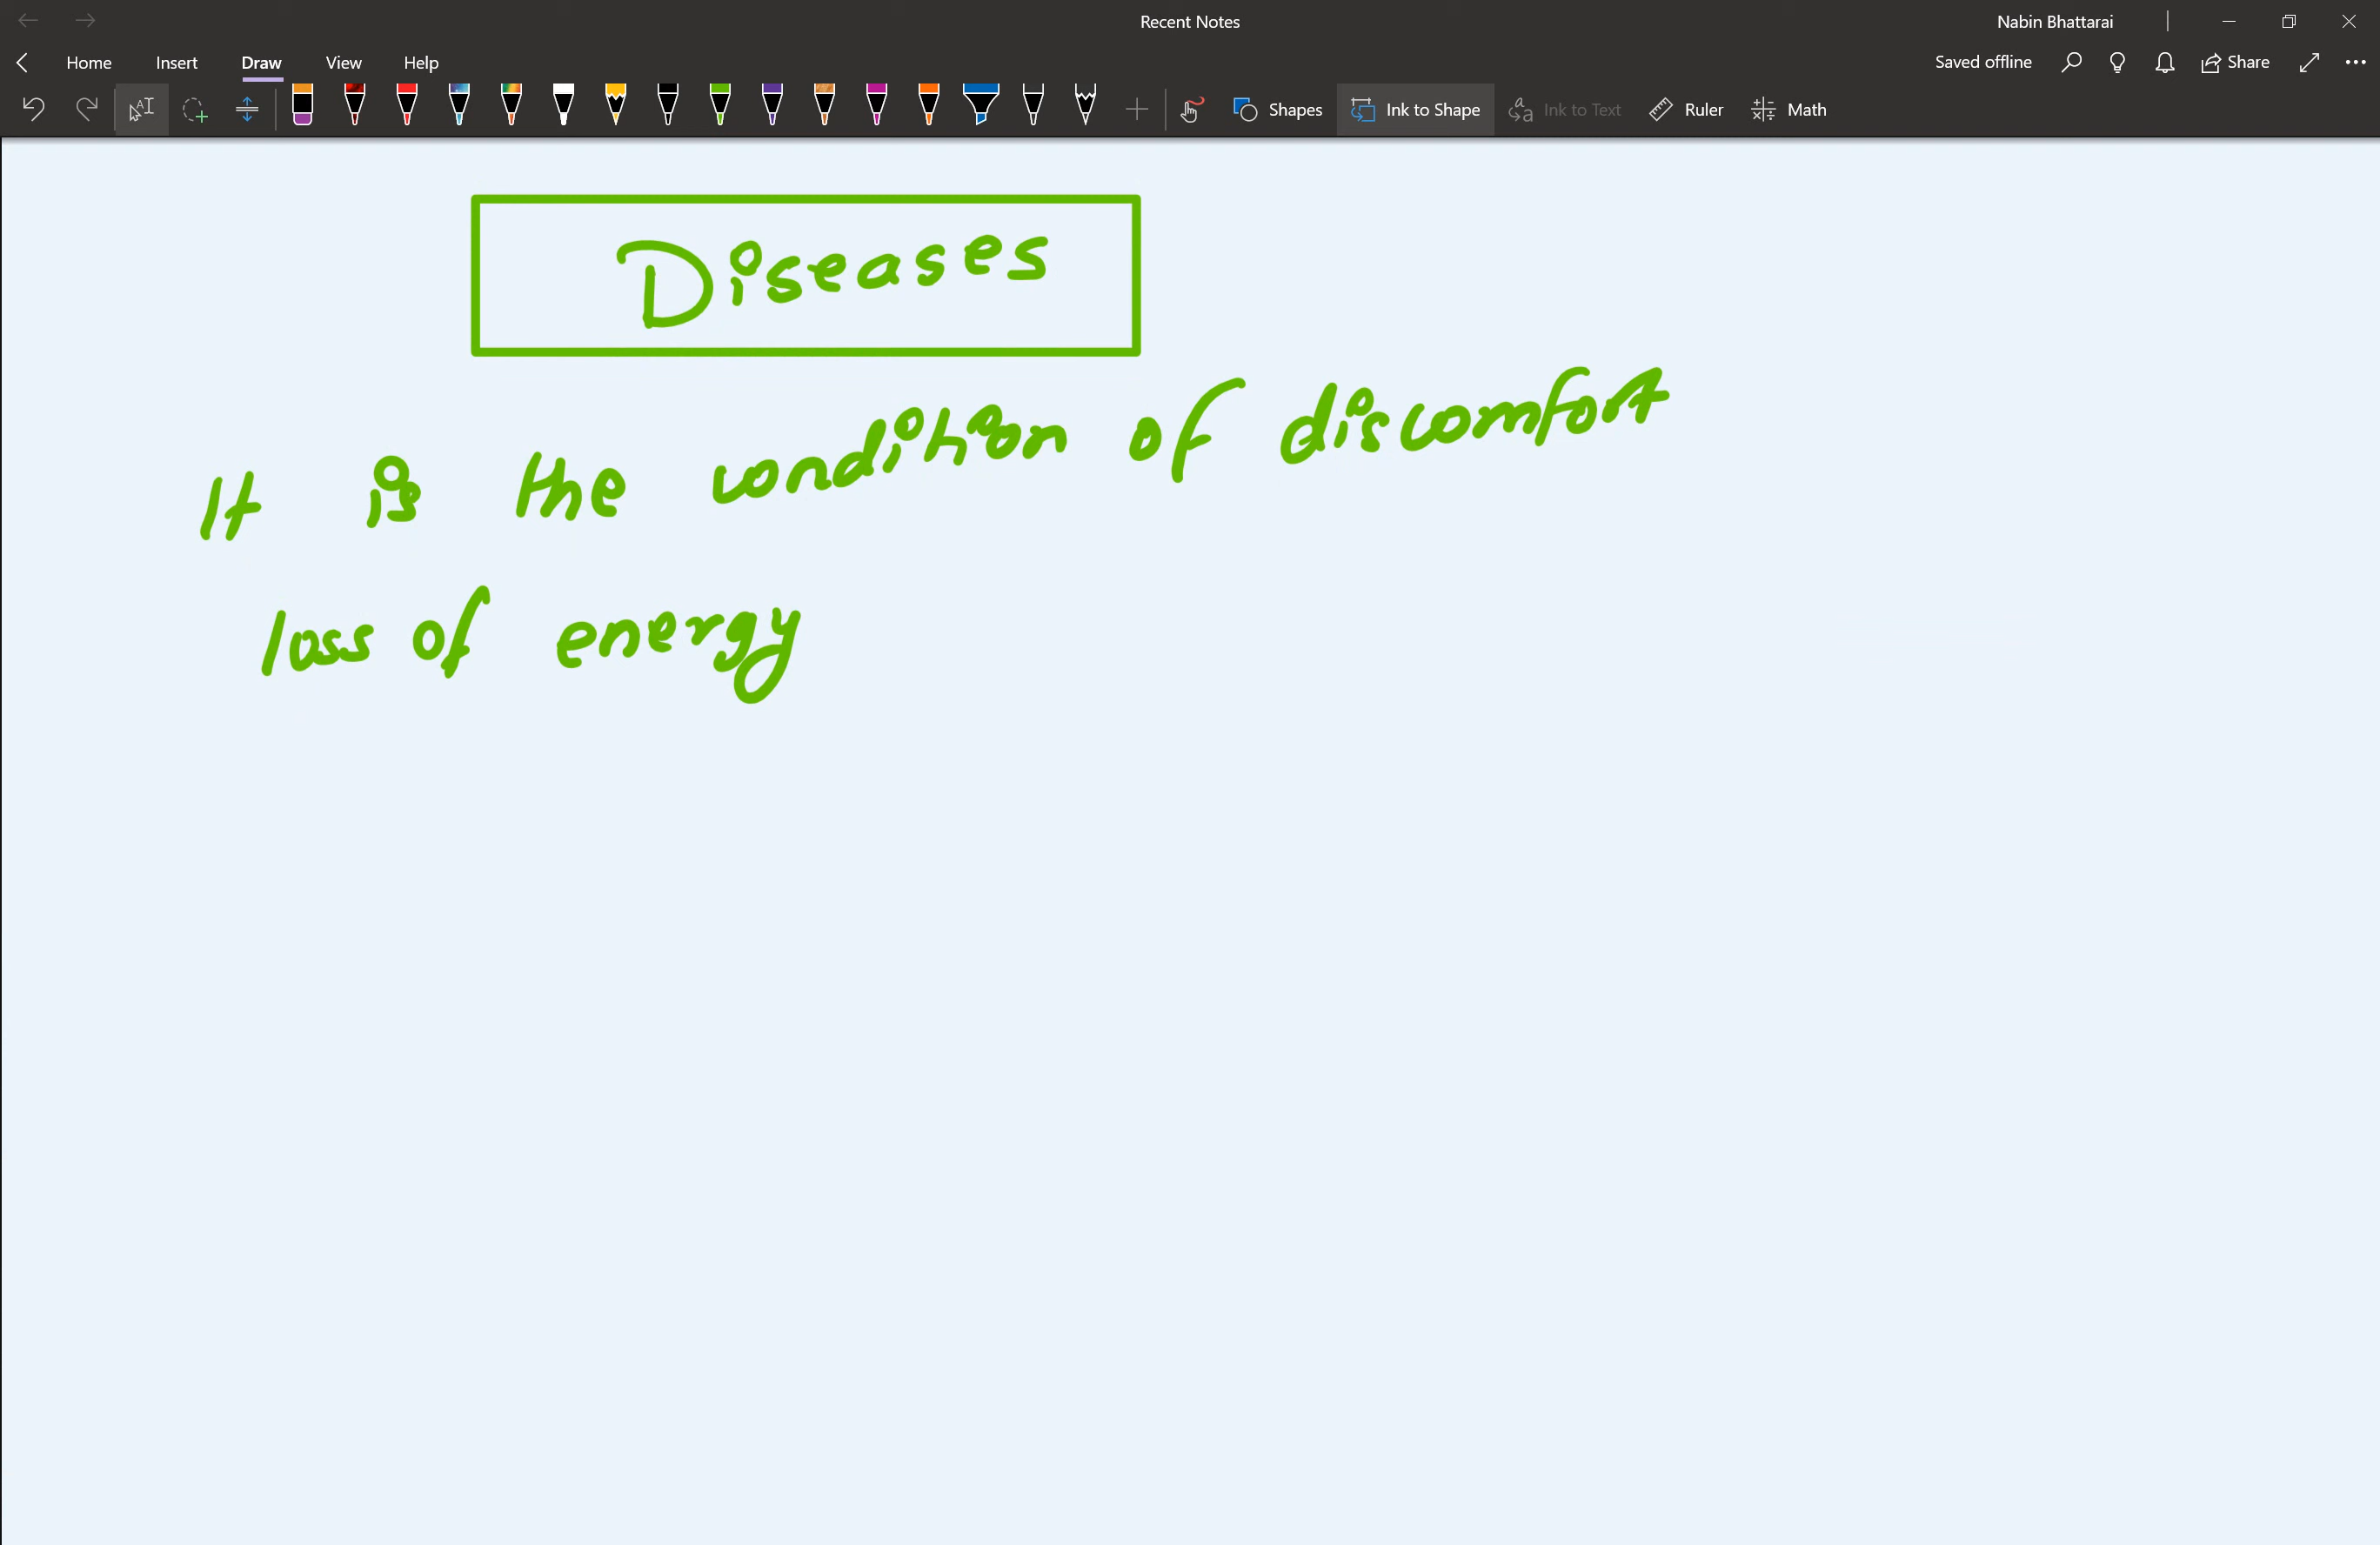 Recent Notes
Nabin Bhattarai
Home Insert Draw View Help
Saved offline
Share
Shapes Ink to Shape Ink to Text Ruler Math
Diseases
It is the condition of discomfort
loss of energy